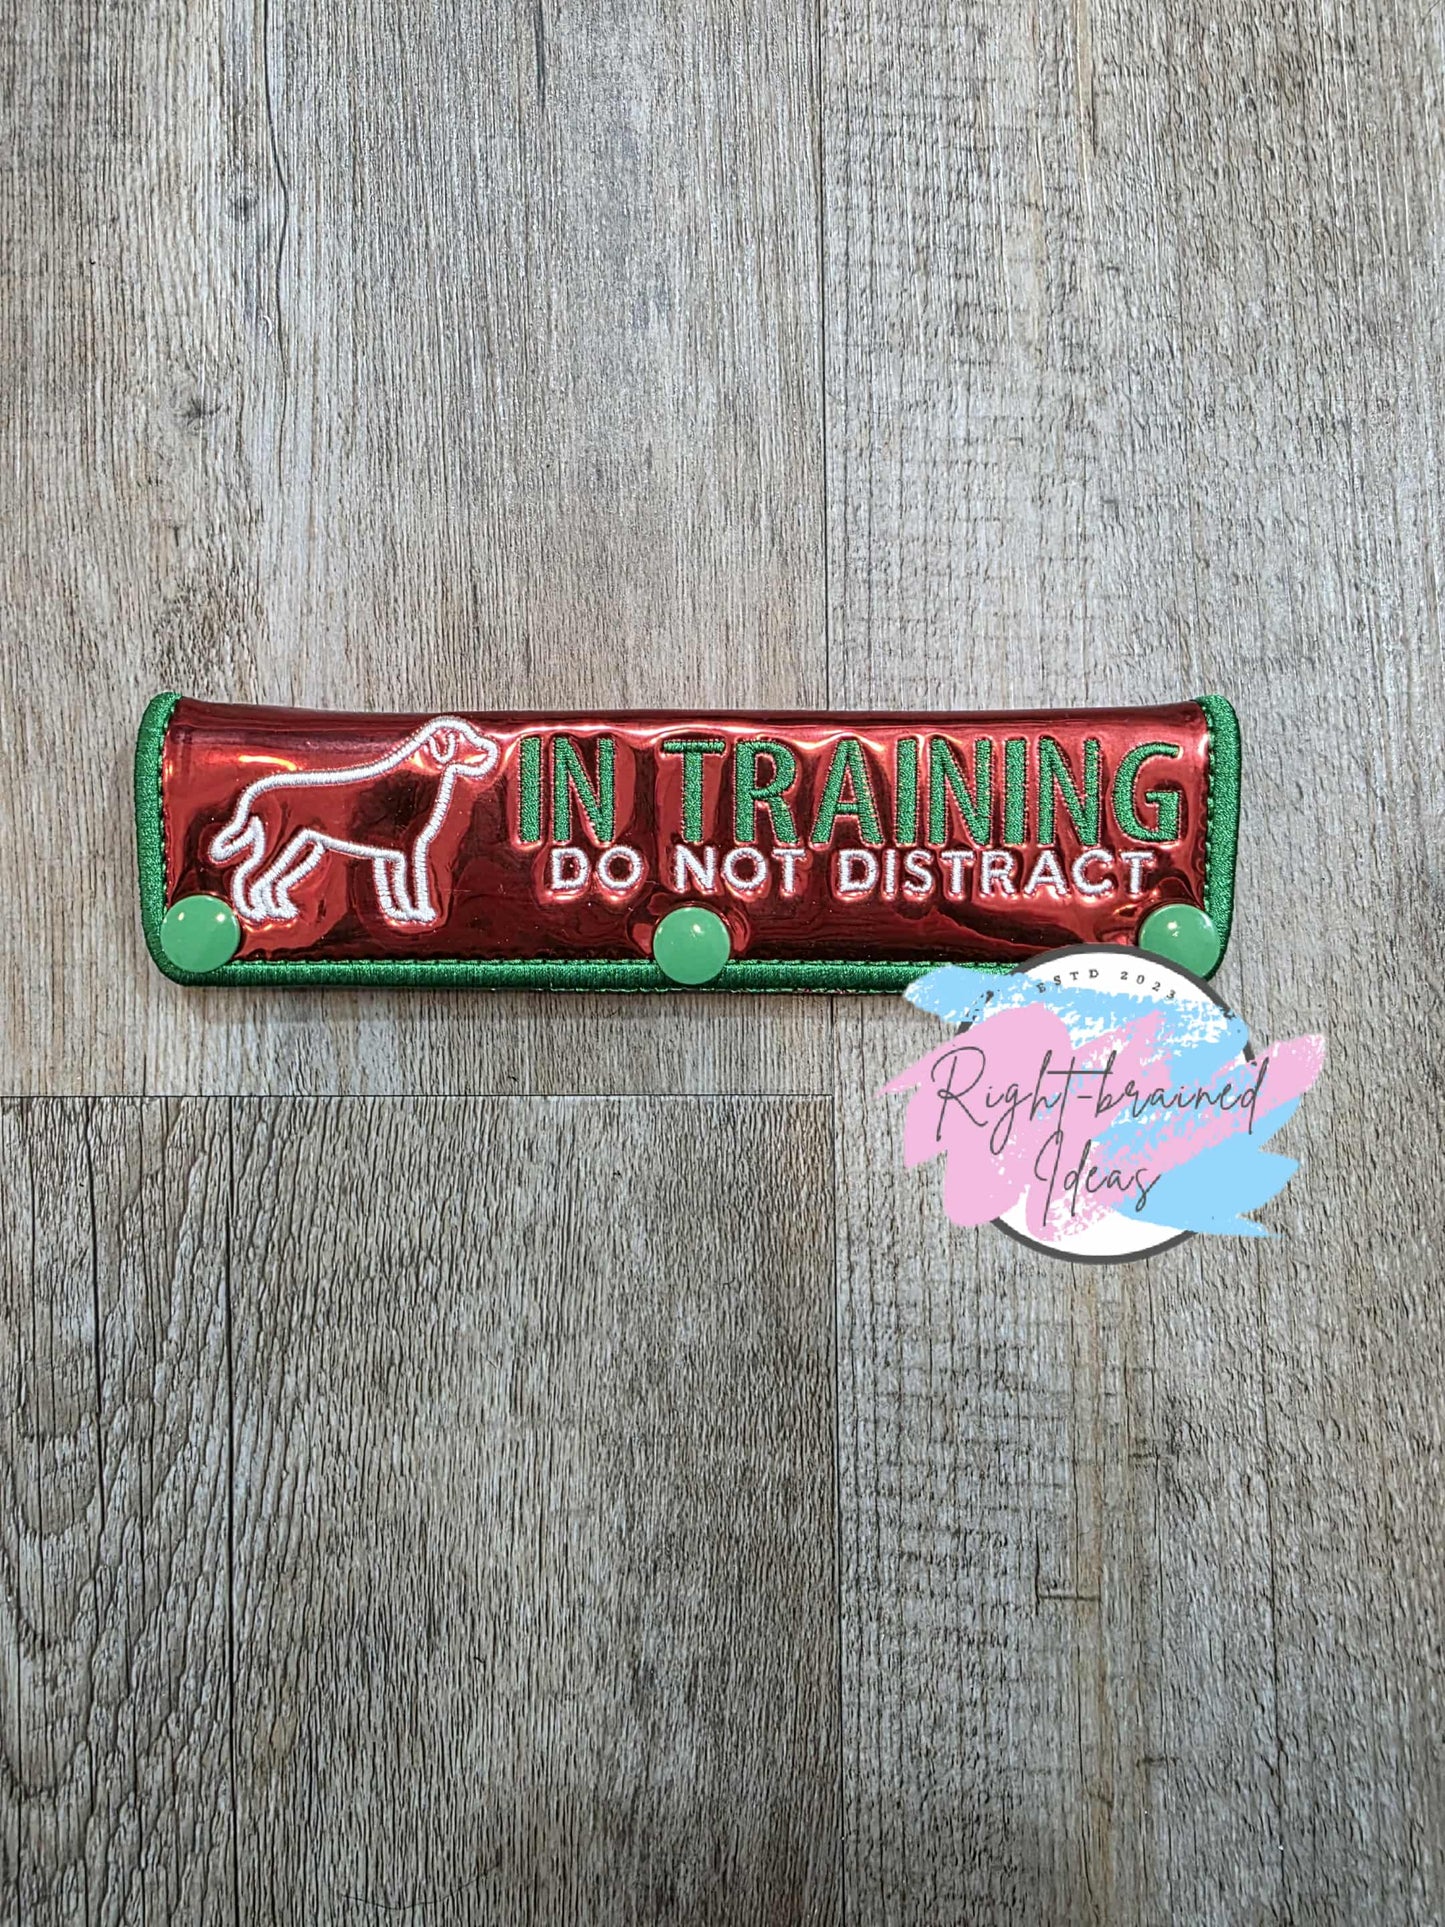 IN TRAINING
DO NOT DISTRACT
ESTD 2023
Right-brained
Ideas